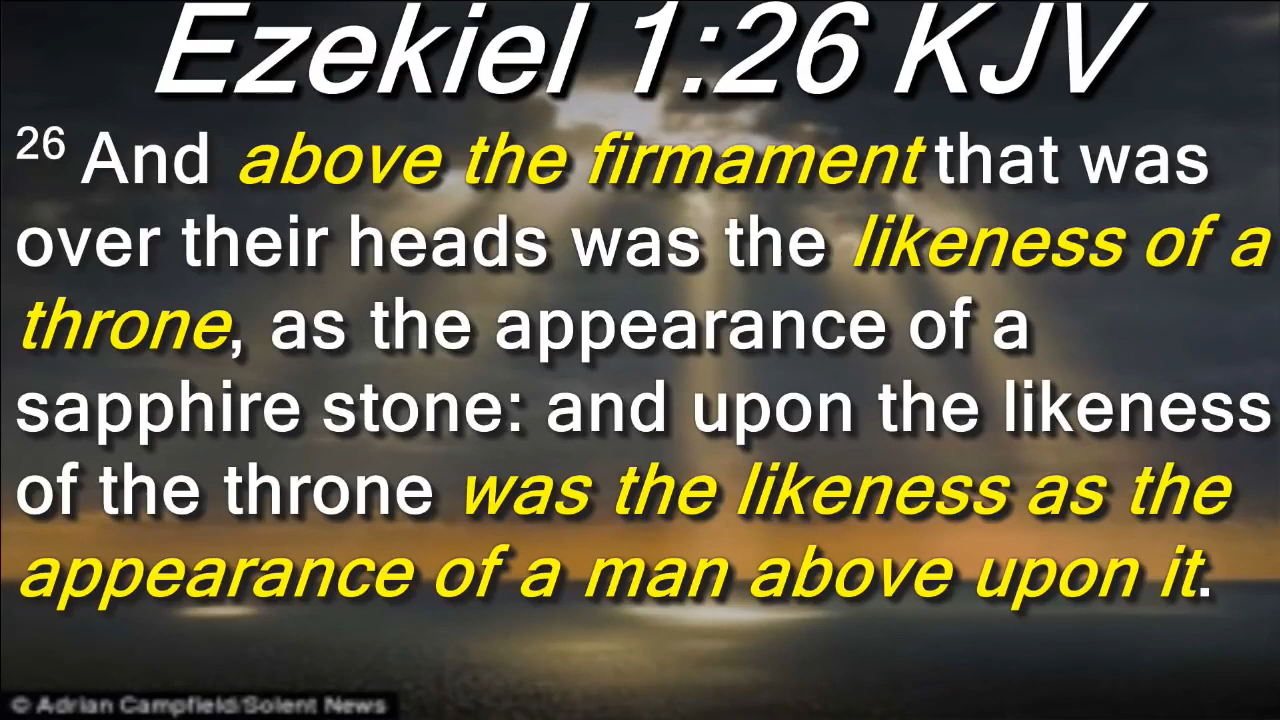 Ezekiel 1:26 KJV
26 And above the firmament that was
over their heads was the likeness of a
throne, as the appearance of a
sapphire stone: and upon the likeness
of the throne was the likeness as the
appearance of a man above upon it.
© Adrian Campfield/Solent News